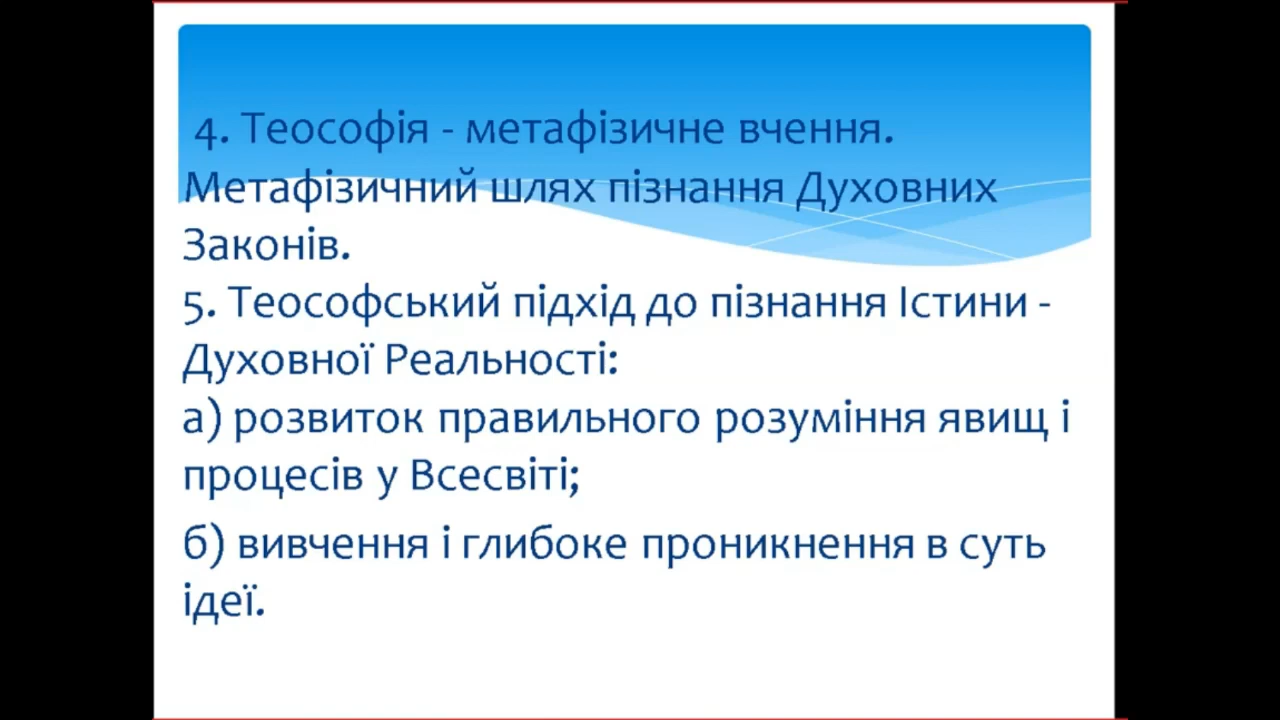 4. Теософія - метафізичне вчення.
Метафізичний шлях пізнання Духовних
Законів.
5. Теософський підхід до пізнання Істини -
Духовної Реальності:
а) розвиток правильного розуміння явищ і
процесів у Всесвіті;
б) вивчення і глибоке проникнення в суть
ідеї.